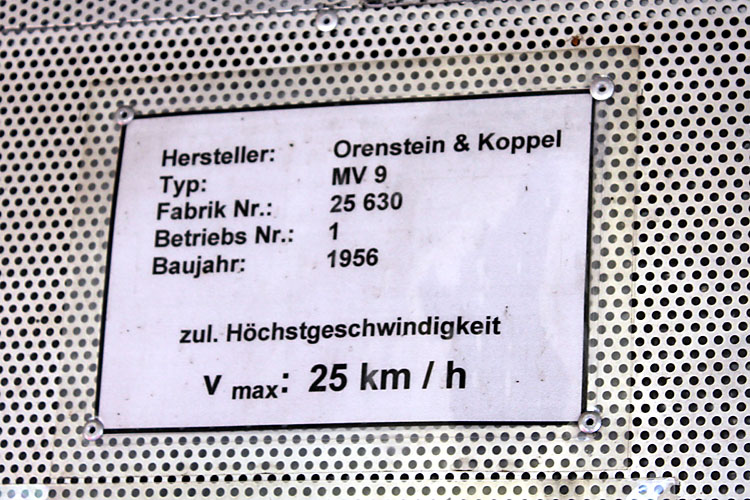 Hersteller: Orenstein & Koppel
Typ: MV 9
Fabrik Nr.: 25 630
Betriebs Nr.: 1
Baujahr: 1956
zul. Höchstgeschwindigkeit
v max: 25 km / h